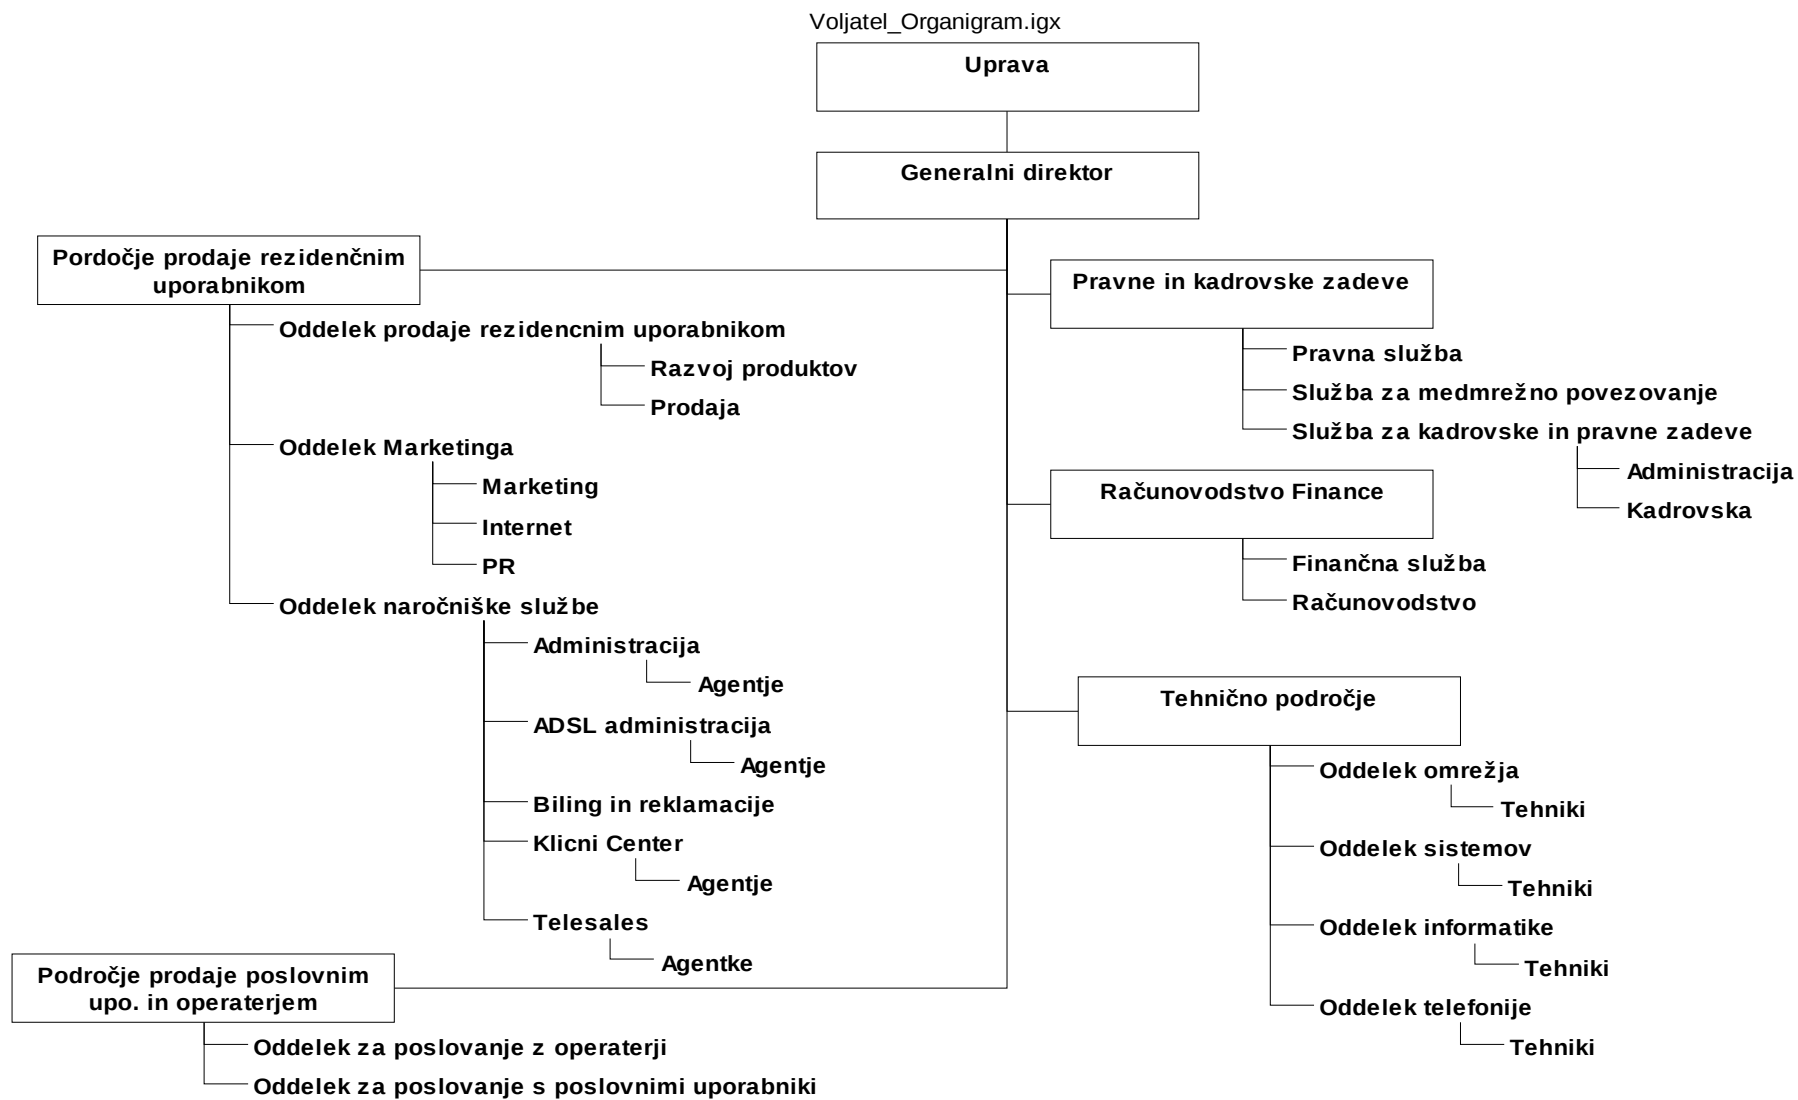 Voljatel_Organigram.igx
Uprava
Generalni direktor
Pordočje prodaje rezidenčnim
uporabnikom
Oddelek prodaje rezidencnim uporabnikom
Razvoj produktov
Prodaja
Oddelek Marketinga
Marketing
Internet
PR
Oddelek naročniške službe
Administracija
Agentje
ADSL administracija
Agentje
Biling in reklamacije
Klicni Center
Agentje
Telesales
Agentke
Področje prodaje poslovnim
upo. in operaterjem
Oddelek za poslovanje z operaterji
Oddelek za poslovanje s poslovnimi uporabniki
Pravne in kadrovske zadeve
Pravna služba
Služba za medmrežno povezovanje
Služba za kadrovske in pravne zadeve
Administracija
Kadrovska
Računovodstvo Finance
Finančna služba
Računovodstvo
Tehnično področje
Oddelek omrežja
Tehniki
Oddelek sistemov
Tehniki
Oddelek informatike
Tehniki
Oddelek telefonije
Tehniki